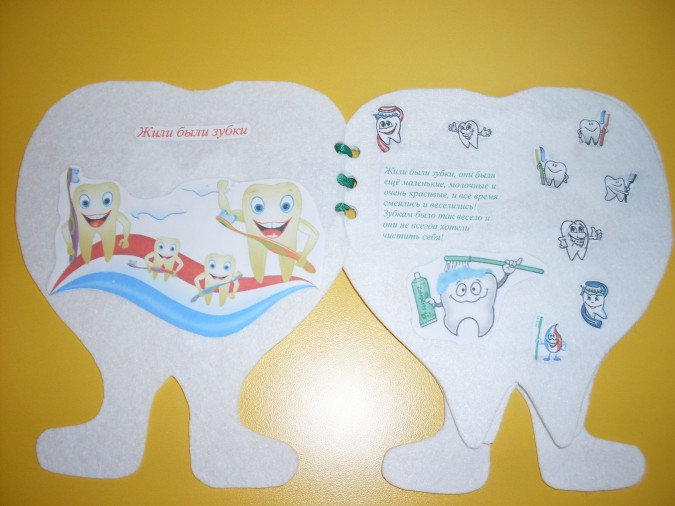 Жили были зубки
Жили были зубки, они были
ещё маленькие, молочные и
очень красивые, и все время
смеялись и веселились!
Зубкам было так весело и
они не всегда хотели
чистить себя!